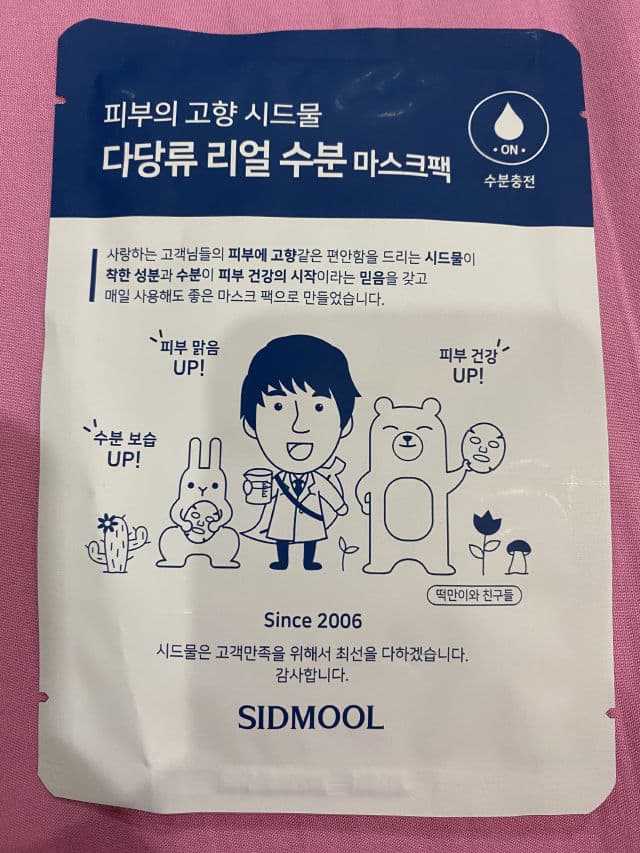 피부의 고향 시드물
다당류 리얼 수분 마스크팩
• ON •
수분충전
사랑하는 고객님들의 피부에 고향같은 편안함을 드리는 시드물이
착한 성분과 수분이 피부 건강의 시작이라는 믿음을 갖고
매일 사용해도 좋은 마스크 팩으로 만들었습니다.
피부 맑음
UP!
피부 건강
UP!
수분 보습
UP!
떡만이와 친구들
Since 2006
시드물은 고객만족을 위해서 최선을 다하겠습니다.
감사합니다.
SIDMOOL